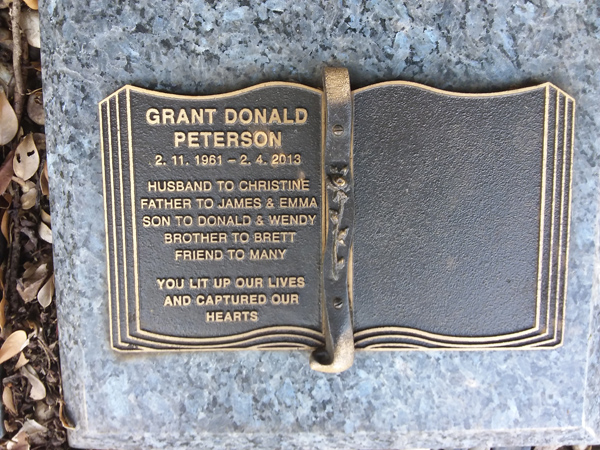 GRANT DONALD
PETERSON
2. 11. 1961 – 2. 4. 2013
HUSBAND TO CHRISTINE
FATHER TO JAMES & EMMA
SON TO DONALD & WENDY
BROTHER TO BRETT
FRIEND TO MANY
YOU LIT UP OUR LIVES
AND CAPTURED OUR
HEARTS